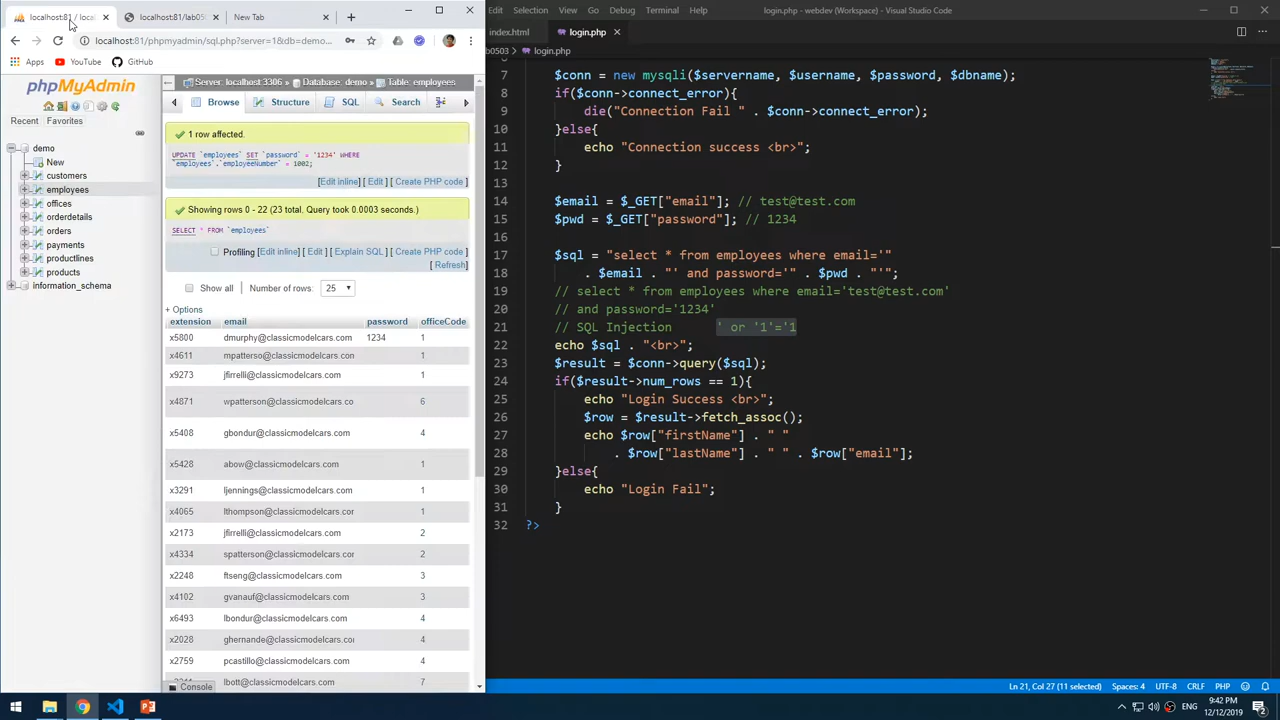 localhost:81 / local
localhost:81/lab05
New Tab
localhost:81/phpmyadmin/sql.php?server=1&db=demo...
Apps
YouTube
GitHub
phpMyAdmin
Recent
Favorites
demo
New
customers
employees
offices
orderdetails
orders
payments
productlines
products
information_schema
Server: localhost:3306 » Database: demo » Table: employees
Browse
Structure
SQL
Search
1 row affected.
UPDATE `employees` SET `password` = '1234' WHERE
`employees`.`employeeNumber` = 1002;
[Edit inline] [ Edit ] [ Create PHP code ]
Showing rows 0 - 22 (23 total, Query took 0.0003 seconds.)
SELECT * FROM `employees`
Profiling [Edit inline] [ Edit ] [ Explain SQL ] [ Create PHP code ]
[ Refresh]
Show all
Number of rows:
25
+ Options
extension email password officeCode
x5800 dmurphy@classicmodelcars.com 1234 1
x4611 mpatterso@classicmodelcars.com 1
x9273 jfirrelli@classicmodelcars.com 1
x4871 wpatterson@classicmodelcars.co 6
x5408 gbondur@classicmodelcars.com 4
x5428 abow@classicmodelcars.com 1
x3291 ljennings@classicmodelcars.com 1
x4065 lthompson@classicmodelcars.con 1
x2173 jfirrelli@classicmodelcars.com 2
x4334 spatterson@classicmodelcars.com 2
x2248 ftseng@classicmodelcars.com 3
x4102 gvanauf@classicmodelcars.com 3
x6493 lbondur@classicmodelcars.com 4
x2028 ghernande@classicmodelcars.con 4
x2759 pcastillo@classicmodelcars.com 4
lbott@classicmodelcars.com 7
Console
Selection View Go Debug Terminal Help
login.php - webdev (Workspace) - Visual Studio Code
index.html
login.php
b0503 > login.php
7 $conn = new mysqli($servername, $username, $password, $dbname);
8 if($conn->connect_error){
9 die("Connection Fail " . $conn->connect_error);
10 }else{
11 echo "Connection success <br>";
12 }
13
14 $email = $_GET["email"]; // test@test.com
15 $pwd = $_GET["password"]; // 1234
16
17 $sql = "select * from employees where email='"
18 . $email . "' and password='" . $pwd . "'";
19 // select * from employees where email='test@test.com'
20 // and password='1234'
21 // SQL Injection ' or '1'='1
22 echo $sql . "<br>";
23 $result = $conn->query($sql);
24 if($result->num_rows == 1){
25 echo "Login Success <br>";
26 $row = $result->fetch_assoc();
27 echo $row["firstName"] . " "
28 . $row["lastName"] . " " . $row["email"];
29 }else{
30 echo "Login Fail";
31 }
32 ?>
Ln 21, Col 27 (11 selected)
Spaces: 4
UTF-8
CRLF
PHP
ENG
9:42 PM
12/12/2019